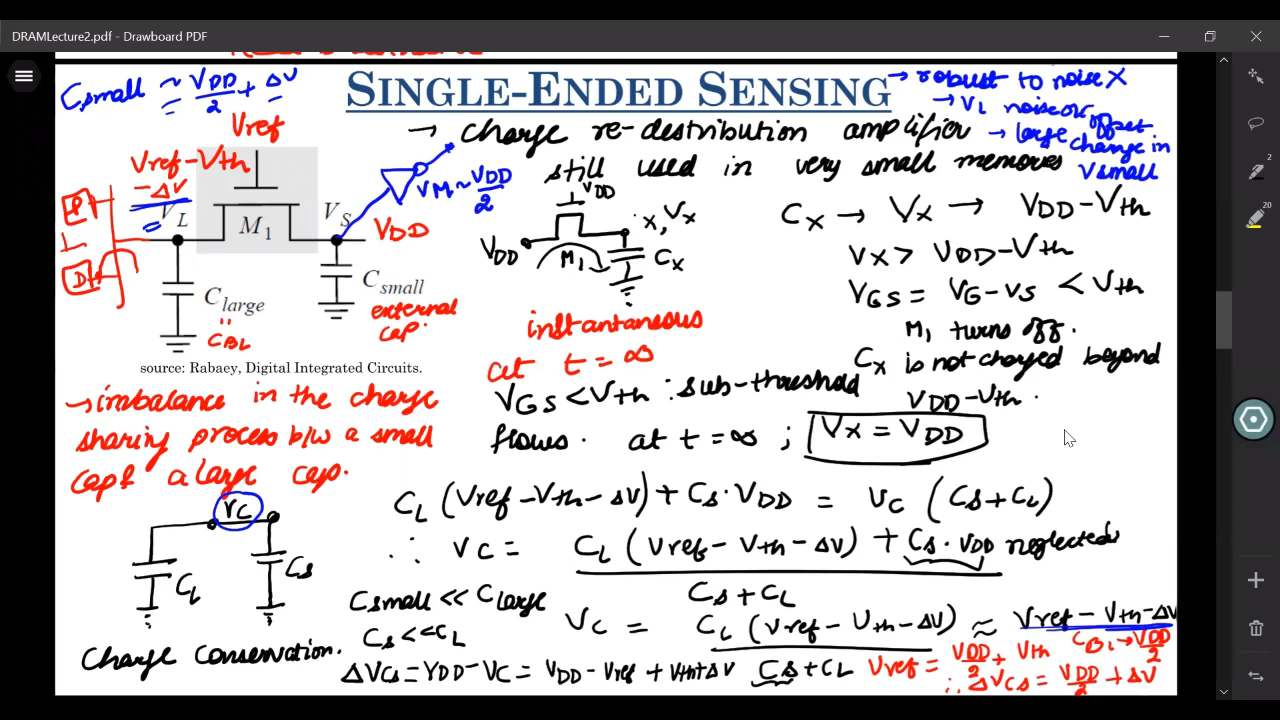 DRAMLecture2.pdf - Drawboard PDF
SINGLE-ENDED SENSING
C,small ≈ VDD/2 + ΔV
→ robust to noise X
→ VL noise or offset
→ large change in Vsmall
→ charge re-distribution amplifier
still used in very small memories
Vref
Vref-Vth
-ΔV
VL
M1
VS
VM ~ VDD/2
VDD
Clarge
CBL
Csmall
external
cap.
source: Rabaey, Digital Integrated Circuits.
VDD
VDD
M1
x, Vx
Cx
Cx → Vx → VDD-Vth
Vx > VDD-Vth
VGS = VG-VS < Vth
M1 turns off.
Cx is not charged beyond
VDD-Vth.
instantaneous
at t = ∞
VGS < Vth : sub-threshold
flows. at t = ∞ ; Vx = VDD
→ imbalance in the charge
sharing process b/w a small
cap & a large cap.
VC
CL
CS
Charge conservation.
CL (Vref-Vth-ΔV) + CS·VDD = VC (CS+CL)
∴ VC = CL (Vref - Vth - ΔV) + CS·VDD neglected
CS + CL
Csmall << Clarge
CS << CL
VC = CL (Vref - Vth - ΔV) ≈ Vref - Vth - ΔV
CS + CL
ΔVCS = VDD - VC = VDD - Vref + Vth + ΔV
Vref = VDD/2 + Vth
CBL → VDD/2
∴ ΔVCS = VDD/2 + ΔV
2
20